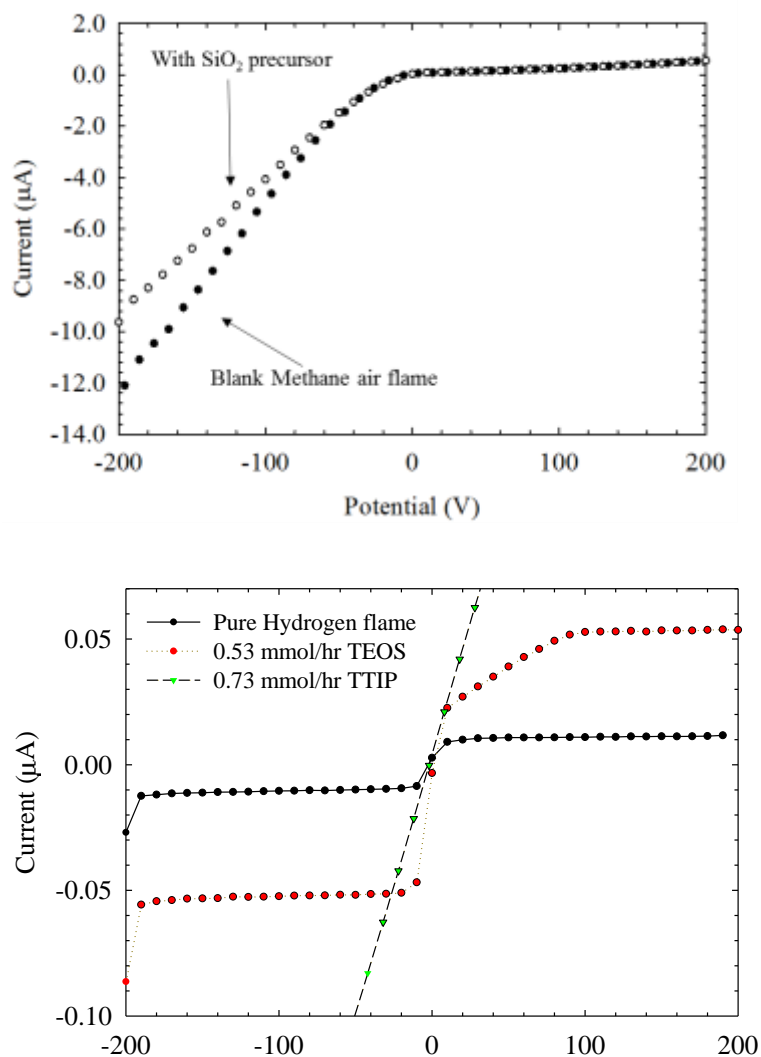 2.0
With SiO₂ precursor
0.0
-2.0
-4.0
-6.0
-8.0
-10.0
-12.0
-14.0
Current (μA)
Blank Methane air flame
-200 -100 0 100 200
Potential (V)
Pure Hydrogen flame
0.53 mmol/hr TEOS
0.73 mmol/hr TTIP
0.05
0.00
-0.05
-0.10
Current (μA)
-200 -100 0 100 200